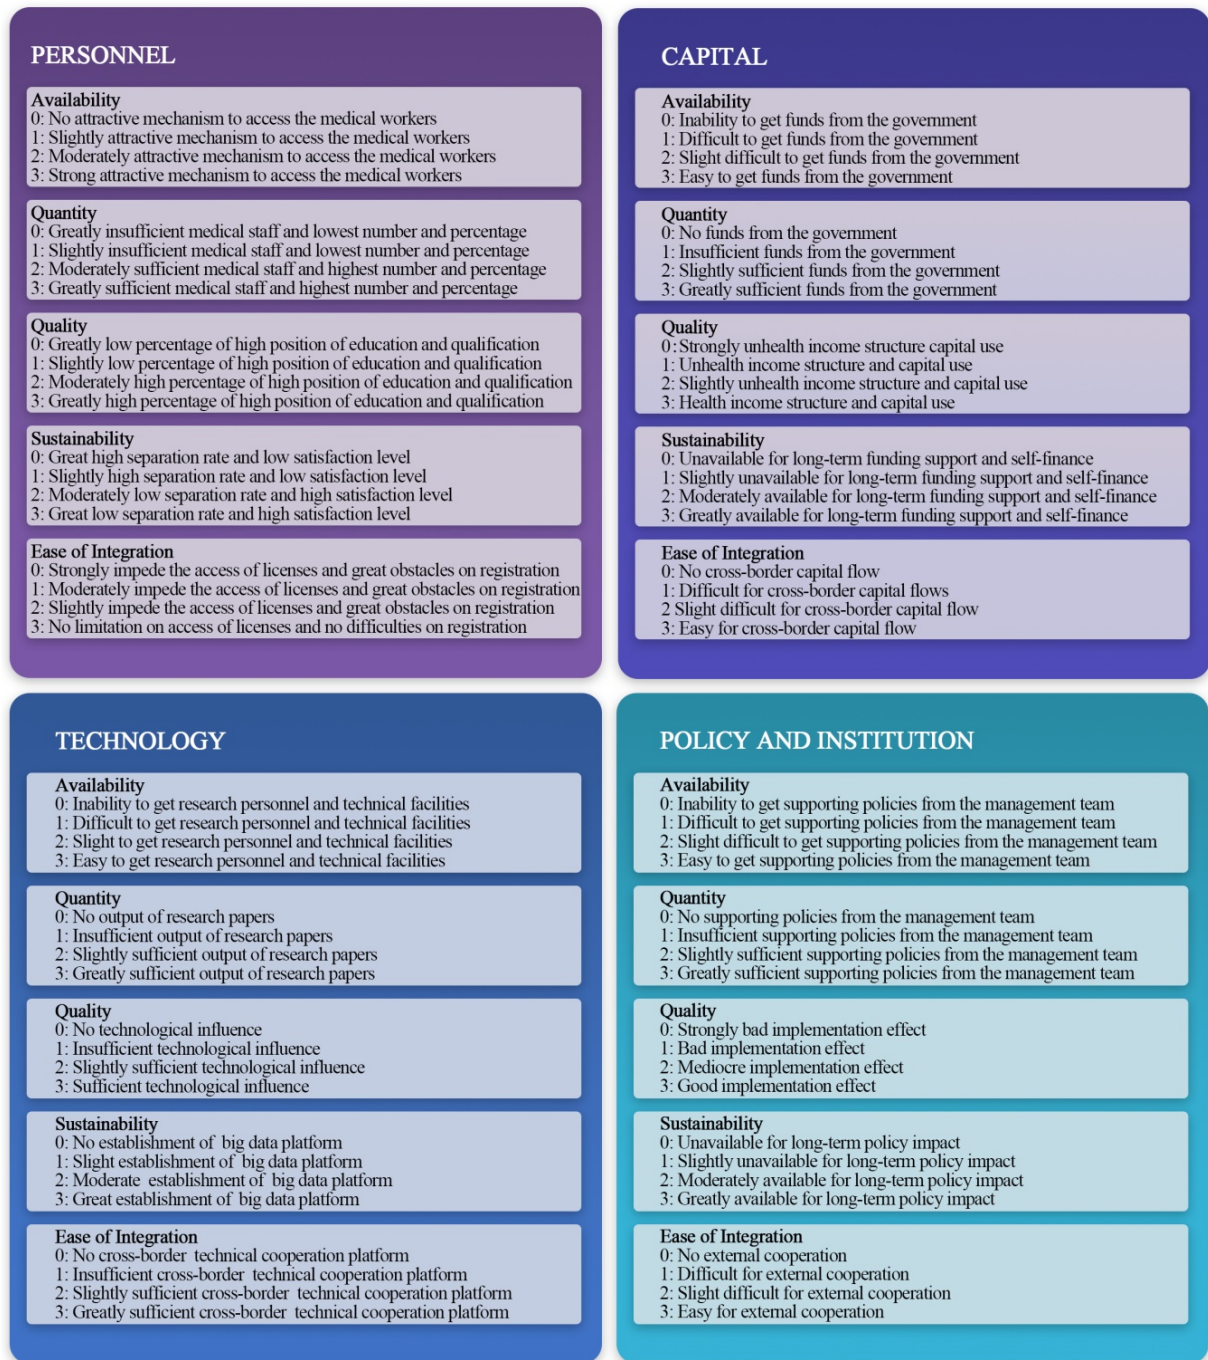 PERSONNEL
Availability
0: No attractive mechanism to access the medical workers
1: Slightly attractive mechanism to access the medical workers
2: Moderately attractive mechanism to access the medical workers
3: Strong attractive mechanism to access the medical workers
Quantity
0: Greatly insufficient medical staff and lowest number and percentage
1: Slightly insufficient medical staff and lowest number and percentage
2: Moderately sufficient medical staff and highest number and percentage
3: Greatly sufficient medical staff and highest number and percentage
Quality
0: Greatly low percentage of high position of education and qualification
1: Slightly low percentage of high position of education and qualification
2: Moderately high percentage of high position of education and qualification
3: Greatly high percentage of high position of education and qualification
Sustainability
0: Great high separation rate and low satisfaction level
1: Slightly high separation rate and low satisfaction level
2: Moderately low separation rate and high satisfaction level
3: Great low separation rate and high satisfaction level
Ease of Integration
0: Strongly impede the access of licenses and great obstacles on registration
1: Moderately impede the access of licenses and great obstacles on registration
2: Slightly impede the access of licenses and great obstacles on registration
3: No limitation on access of licenses and no difficulties on registration
CAPITAL
Availability
0: Inability to get funds from the government
1: Difficult to get funds from the government
2: Slight difficult to get funds from the government
3: Easy to get funds from the government
Quantity
0: No funds from the government
1: Insufficient funds from the government
2: Slightly sufficient funds from the government
3: Greatly sufficient funds from the government
Quality
0: Strongly unhealth income structure capital use
1: Unhealth income structure and capital use
2: Slightly unhealth income structure and capital use
3: Health income structure and capital use
Sustainability
0: Unavailable for long-term funding support and self-finance
1: Slightly unavailable for long-term funding support and self-finance
2: Moderately available for long-term funding support and self-finance
3: Greatly available for long-term funding support and self-finance
Ease of Integration
0: No cross-border capital flow
1: Difficult for cross-border capital flows
2 Slight difficult for cross-border capital flow
3: Easy for cross-border capital flow
TECHNOLOGY
Availability
0: Inability to get research personnel and technical facilities
1: Difficult to get research personnel and technical facilities
2: Slight to get research personnel and technical facilities
3: Easy to get research personnel and technical facilities
Quantity
0: No output of research papers
1: Insufficient output of research papers
2: Slightly sufficient output of research papers
3: Greatly sufficient output of research papers
Quality
0: No technological influence
1: Insufficient technological influence
2: Slightly sufficient technological influence
3: Sufficient technological influence
Sustainability
0: No establishment of big data platform
1: Slight establishment of big data platform
2: Moderate establishment of big data platform
3: Great establishment of big data platform
Ease of Integration
0: No cross-border technical cooperation platform
1: Insufficient cross-border technical cooperation platform
2: Slightly sufficient cross-border technical cooperation platform
3: Greatly sufficient cross-border technical cooperation platform
POLICY AND INSTITUTION
Availability
0: Inability to get supporting policies from the management team
1: Difficult to get supporting policies from the management team
2: Slight difficult to get supporting policies from the management team
3: Easy to get supporting policies from the management team
Quantity
0: No supporting policies from the management team
1: Insufficient supporting policies from the management team
2: Slightly sufficient supporting policies from the management team
3: Greatly sufficient supporting policies from the management team
Quality
0: Strongly bad implementation effect
1: Bad implementation effect
2: Mediocre implementation effect
3: Good implementation effect
Sustainability
0: Unavailable for long-term policy impact
1: Slightly unavailable for long-term policy impact
2: Moderately available for long-term policy impact
3: Greatly available for long-term policy impact
Ease of Integration
0: No external cooperation
1: Difficult for external cooperation
2: Slight difficult for external cooperation
3: Easy for external cooperation